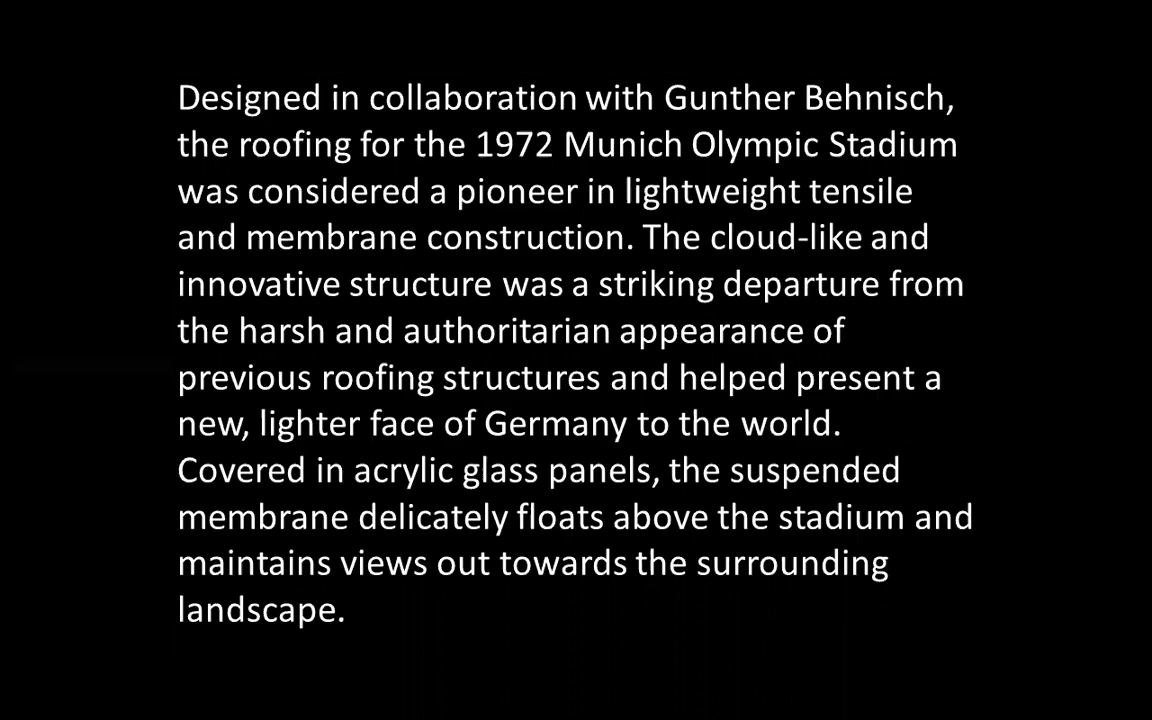 Designed in collaboration with Gunther Behnisch,
the roofing for the 1972 Munich Olympic Stadium
was considered a pioneer in lightweight tensile
and membrane construction. The cloud-like and
innovative structure was a striking departure from
the harsh and authoritarian appearance of
previous roofing structures and helped present a
new, lighter face of Germany to the world.
Covered in acrylic glass panels, the suspended
membrane delicately floats above the stadium and
maintains views out towards the surrounding
landscape.